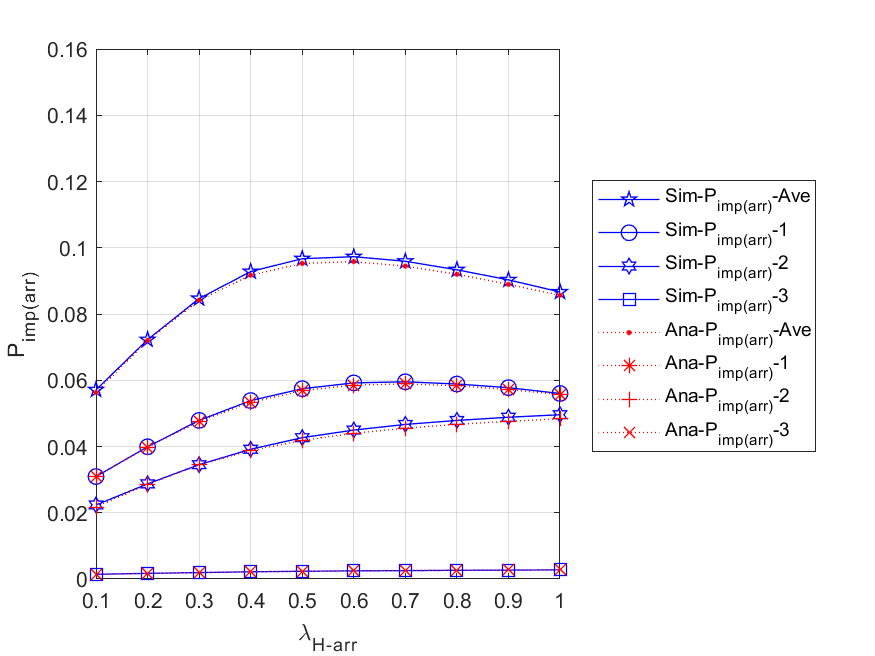 0.16
0.14
0.12
0.1
0.08
0.06
0.04
0.02
0
P_imp(arr)
0.1 0.2 0.3 0.4 0.5 0.6 0.7 0.8 0.9 1
λ_H-arr
Sim-P_imp(arr)-Ave
Sim-P_imp(arr)-1
Sim-P_imp(arr)-2
Sim-P_imp(arr)-3
Ana-P_imp(arr)-Ave
Ana-P_imp(arr)-1
Ana-P_imp(arr)-2
Ana-P_imp(arr)-3